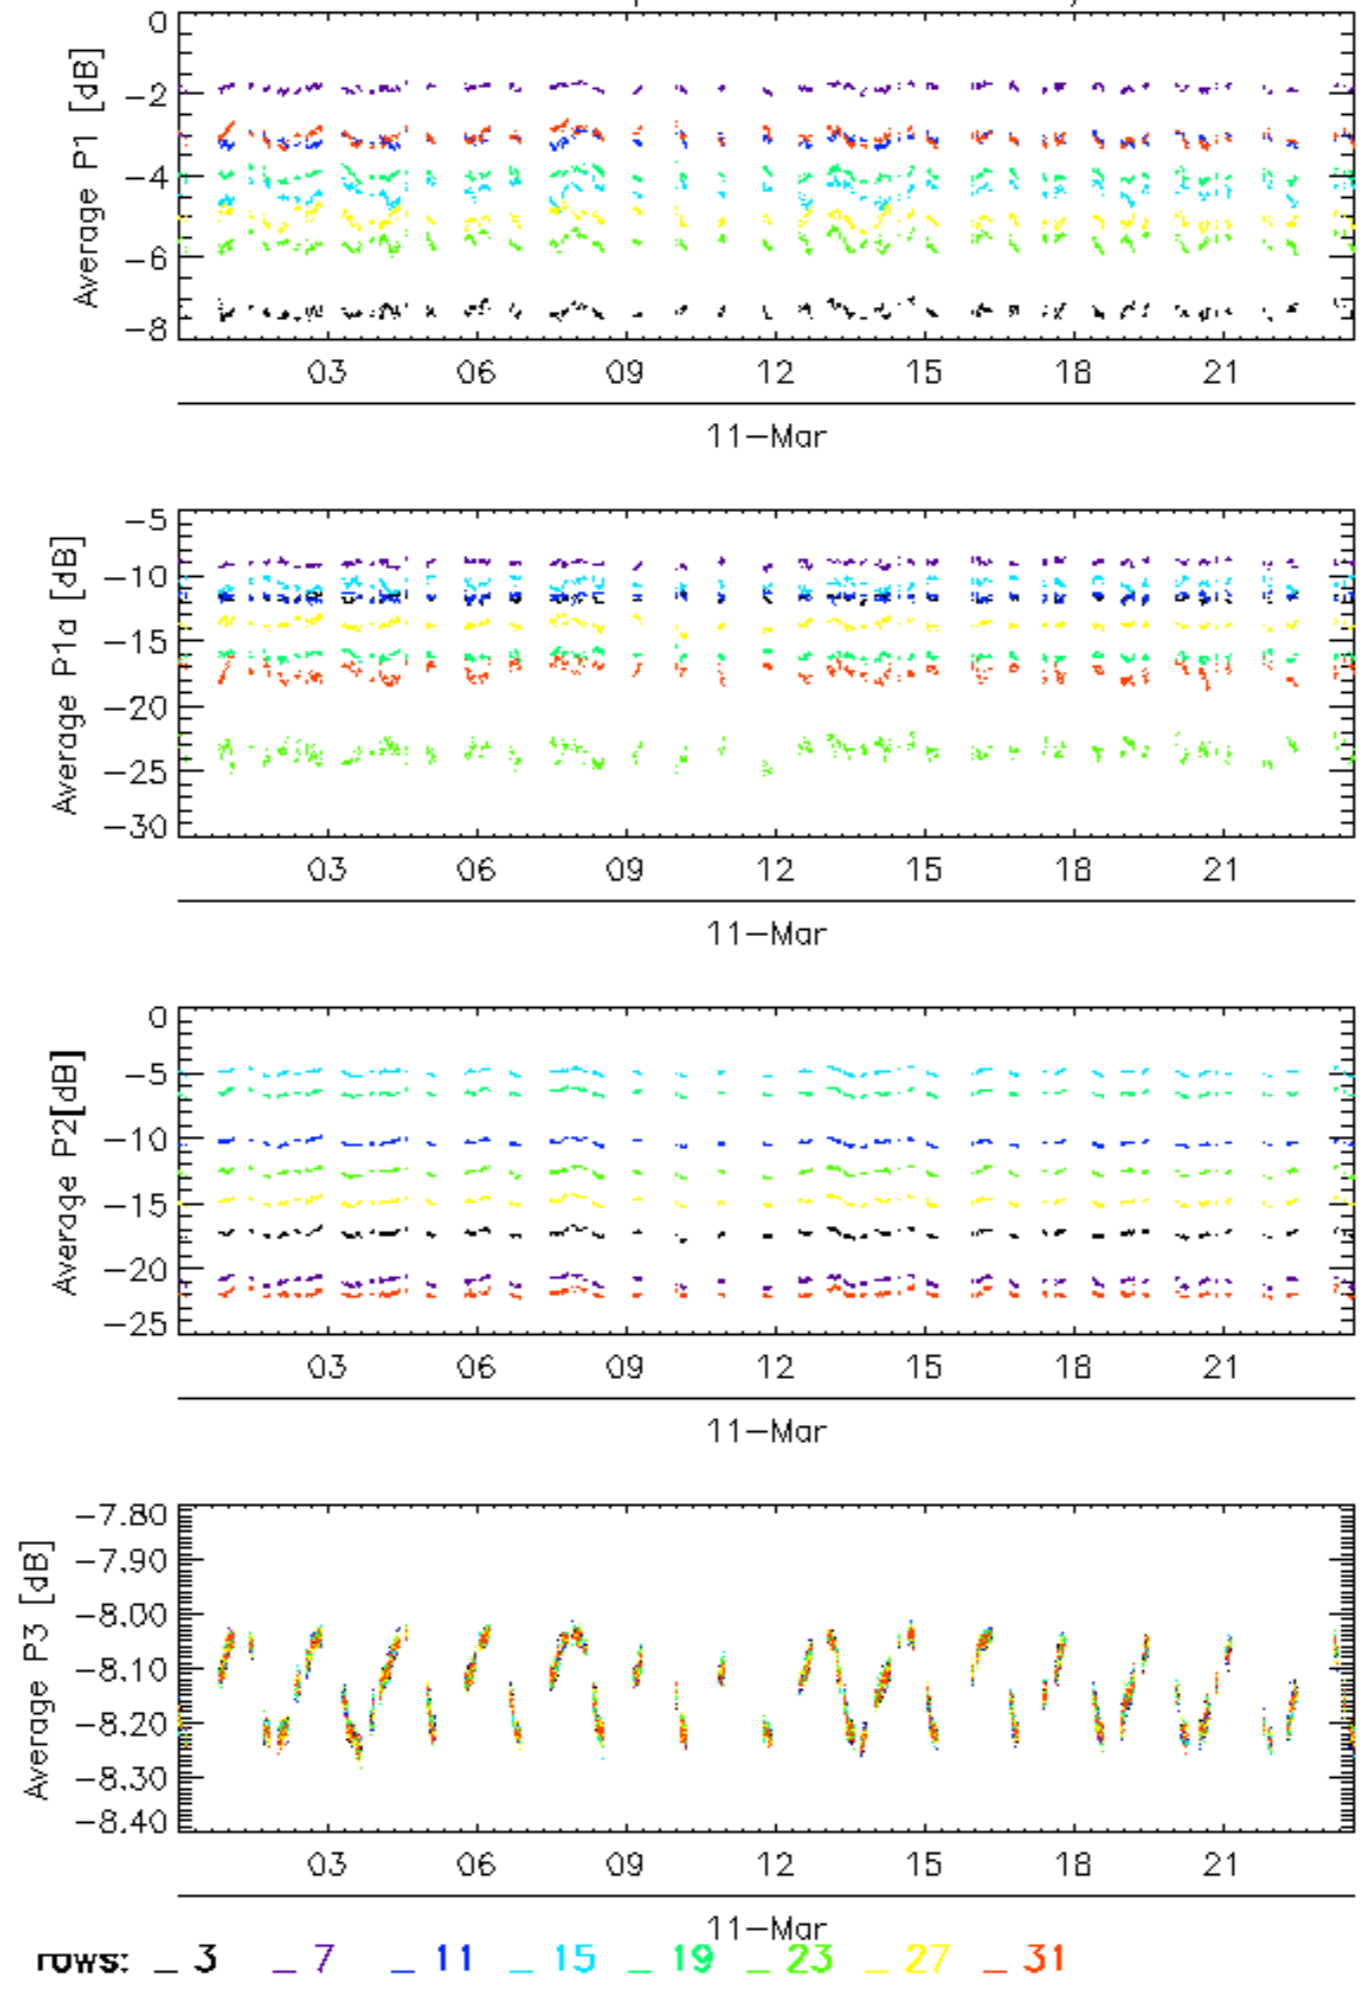 0
-2
-4
-6
-8
Average P1 [dB]
03 06 09 12 15 18 21
11-Mar
-5
-10
-15
-20
-25
-30
Average P1a [dB]
03 06 09 12 15 18 21
11-Mar
0
-5
-10
-15
-20
-25
Average P2[dB]
03 06 09 12 15 18 21
11-Mar
-7.80
-7.90
-8.00
-8.10
-8.20
-8.30
-8.40
Average P3 [dB]
03 06 09 12 15 18 21
11-Mar
rows: _ 3 _ 7 _ 11 _ 15 _ 19 _ 23 _ 27 _ 31